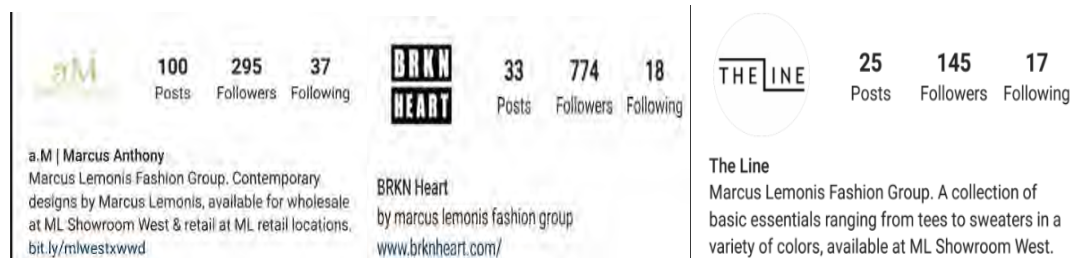 a.M
100 295 37
Posts Followers Following
a.M | Marcus Anthony
Marcus Lemonis Fashion Group. Contemporary
designs by Marcus Lemonis, available for wholesale
at ML Showroom West & retail at ML retail locations.
bit.ly/mlwestxwwd
BRKN
HEART
33 774 18
Posts Followers Following
BRKN Heart
by marcus lemonis fashion group
www.brknheart.com/
THE LINE
25 145 17
Posts Followers Following
The Line
Marcus Lemonis Fashion Group. A collection of
basic essentials ranging from tees to sweaters in a
variety of colors, available at ML Showroom West.